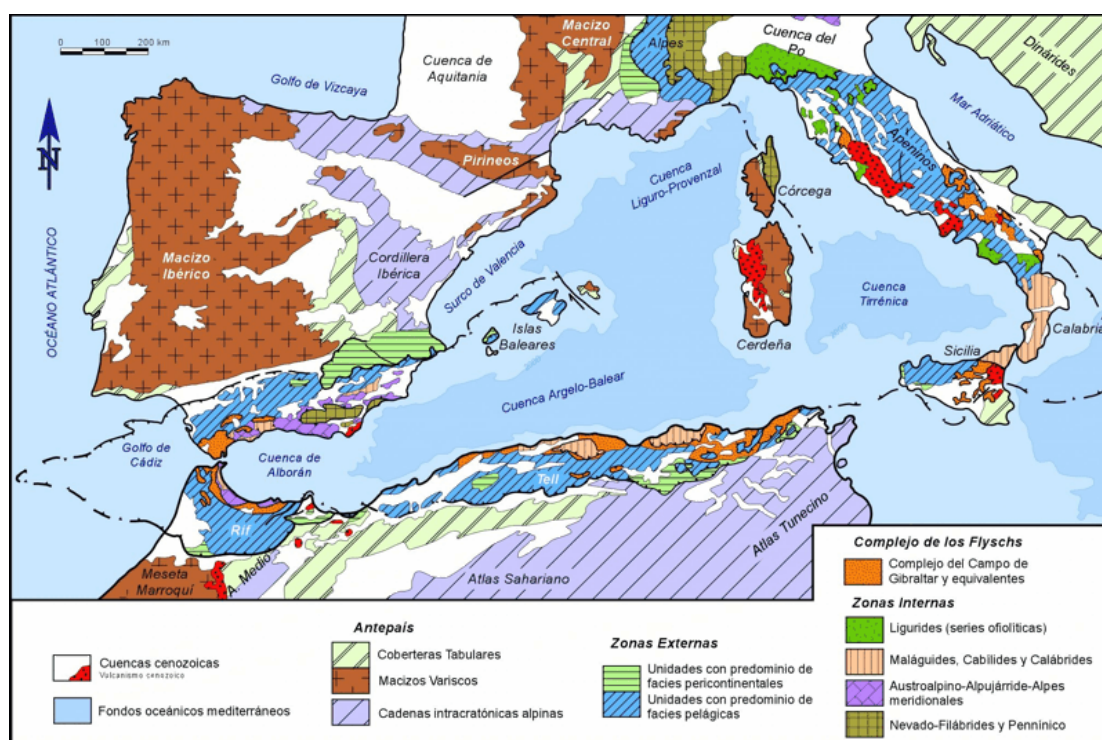 Macizo
Central
Alpes
Cuenca del
Po
Dinárides
0 100 200 km
Cuenca de
Aquitania
Golfo de Vizcaya
Mar Adriático
N
Pirineos
Apeninos
Cuenca
Liguro-Provenzal
Córcega
OCÉANO ATLÁNTICO
Macizo
Ibérico
Cordillera
Ibérica
Surco de Valencia
Cuenca
Tirrénica
Islas
Baleares
Cerdeña
Calabria
Sicilia
Cuenca Argelo-Balear
Golfo de
Cádiz
Cuenca de
Alborán
Tell
Rif
Atlas Tunecino
Meseta
Marroquí
A. Medio
Atlas Sahariano
Complejo de los Flyschs
Complejo del Campo de
Gibraltar y equivalentes
Zonas Internas
Ligurides (series ofiolíticas)
Maláguides, Cabílides y Calábrides
Austroalpino-Alpujárride-Alpes
meridionales
Nevado-Filábrides y Pennínico
Antepaís
Coberteras Tabulares
Macizos Variscos
Cadenas intracratónicas alpinas
Zonas Externas
Unidades con predominio de
facies pericontinentales
Unidades con predominio de
facies pelágicas
Cuencas cenozoicas
Vulcanismo cenozoico
Fondos oceánicos mediterráneos